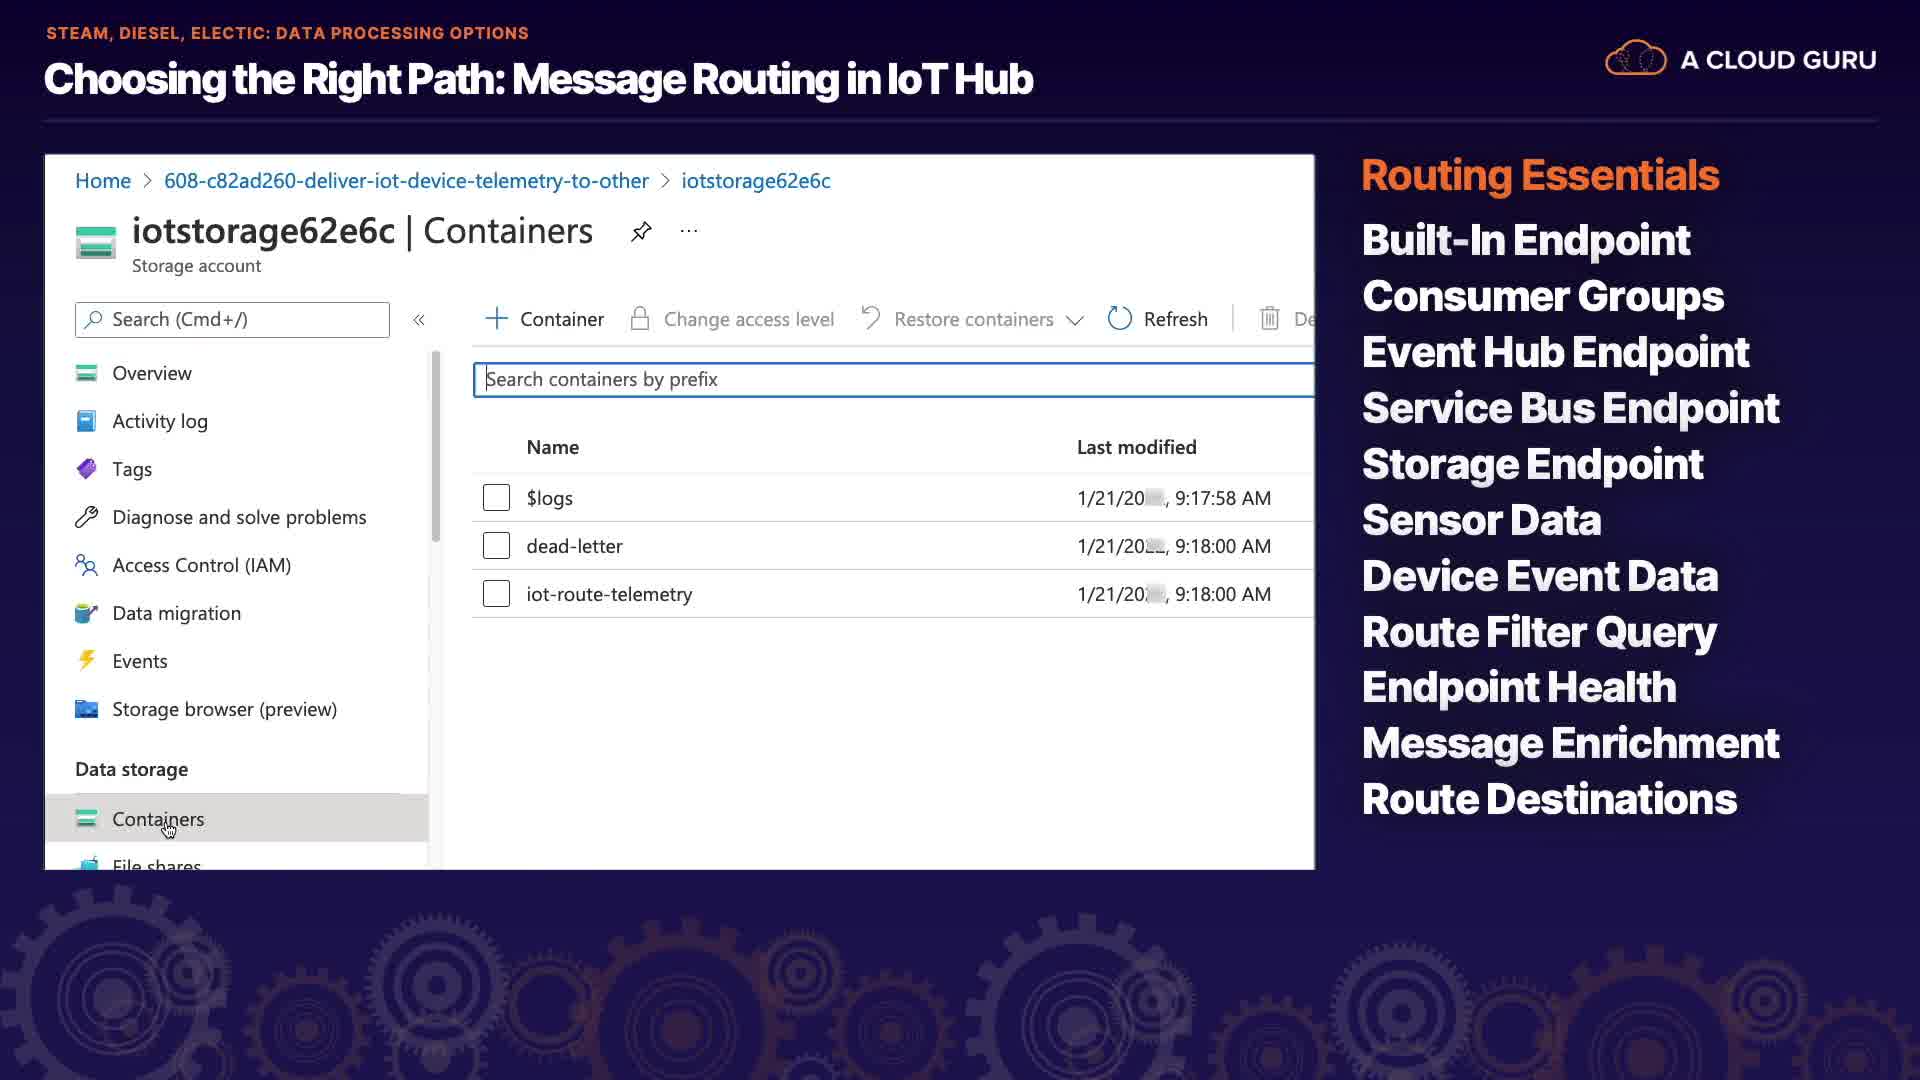 STEAM, DIESEL, ELECTIC: DATA PROCESSING OPTIONS
Choosing the Right Path: Message Routing in IoT Hub
A CLOUD GURU
Home > 608-c82ad260-deliver-iot-device-telemetry-to-other > iotstorage62e6c
iotstorage62e6c | Containers ...
Storage account
Search (Cmd+/) «
+ Container Change access level Restore containers Refresh
Overview
Activity log
Tags
Diagnose and solve problems
Access Control (IAM)
Data migration
Events
Storage browser (preview)
Data storage
Containers
File shares
Search containers by prefix
Name Last modified
$logs 1/21/20 , 9:17:58 AM
dead-letter 1/21/20 , 9:18:00 AM
iot-route-telemetry 1/21/20 , 9:18:00 AM
Routing Essentials
Built-In Endpoint
Consumer Groups
Event Hub Endpoint
Service Bus Endpoint
Storage Endpoint
Sensor Data
Device Event Data
Route Filter Query
Endpoint Health
Message Enrichment
Route Destinations